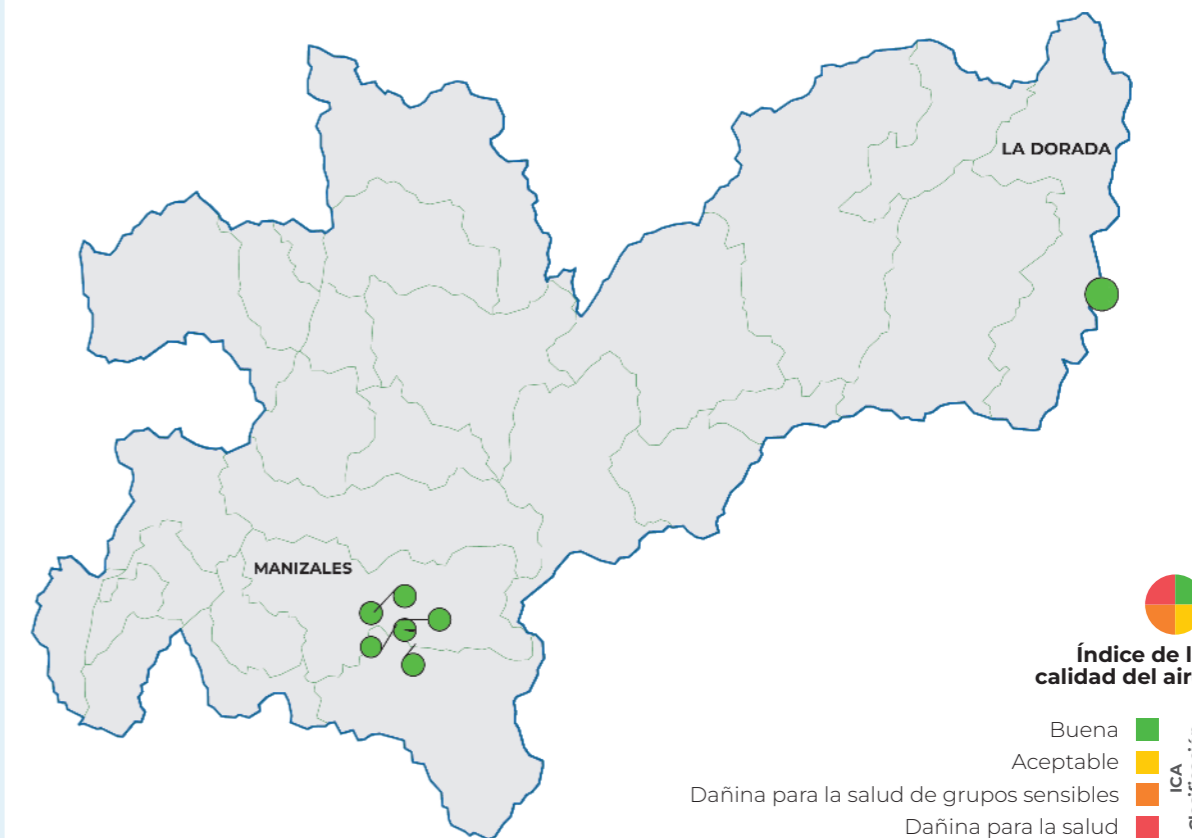 LA DORADA
MANIZALES
Índice de l
calidad del air
Buena
Aceptable
Dañina para la salud de grupos sensibles
Dañina para la salud
ICA